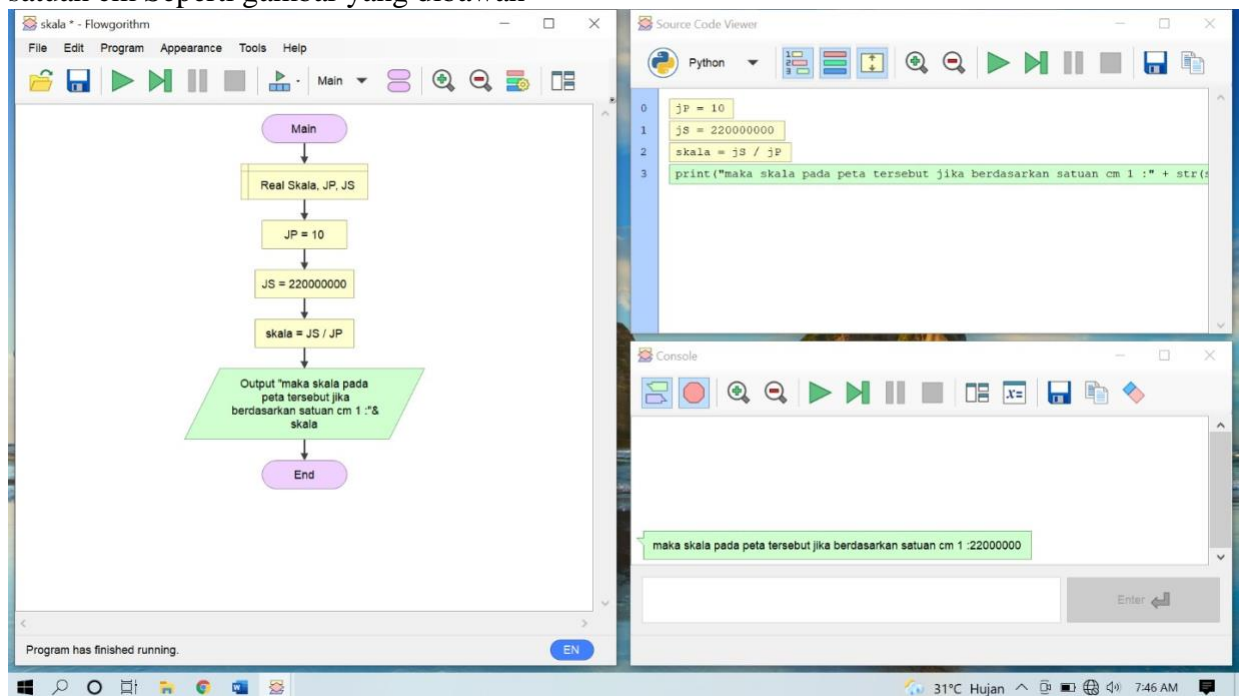 satuan cm Seperti gambar yang dibawah
skala * - Flowgorithm
File Edit Program Appearance Tools Help
Main
Main
Real Skala, JP, JS
JP = 10
JS = 220000000
skala = JS / JP
Output "maka skala pada
peta tersebut jika
berdasarkan satuan cm 1 :"&
skala
End
Program has finished running.
EN
Source Code Viewer
Python
0 jP = 10
1 jS = 220000000
2 skala = jS / jP
3 print("maka skala pada peta tersebut jika berdasarkan satuan cm 1 :" + str(s
Console
maka skala pada peta tersebut jika berdasarkan satuan cm 1 :22000000
Enter
31°C Hujan
7:46 AM